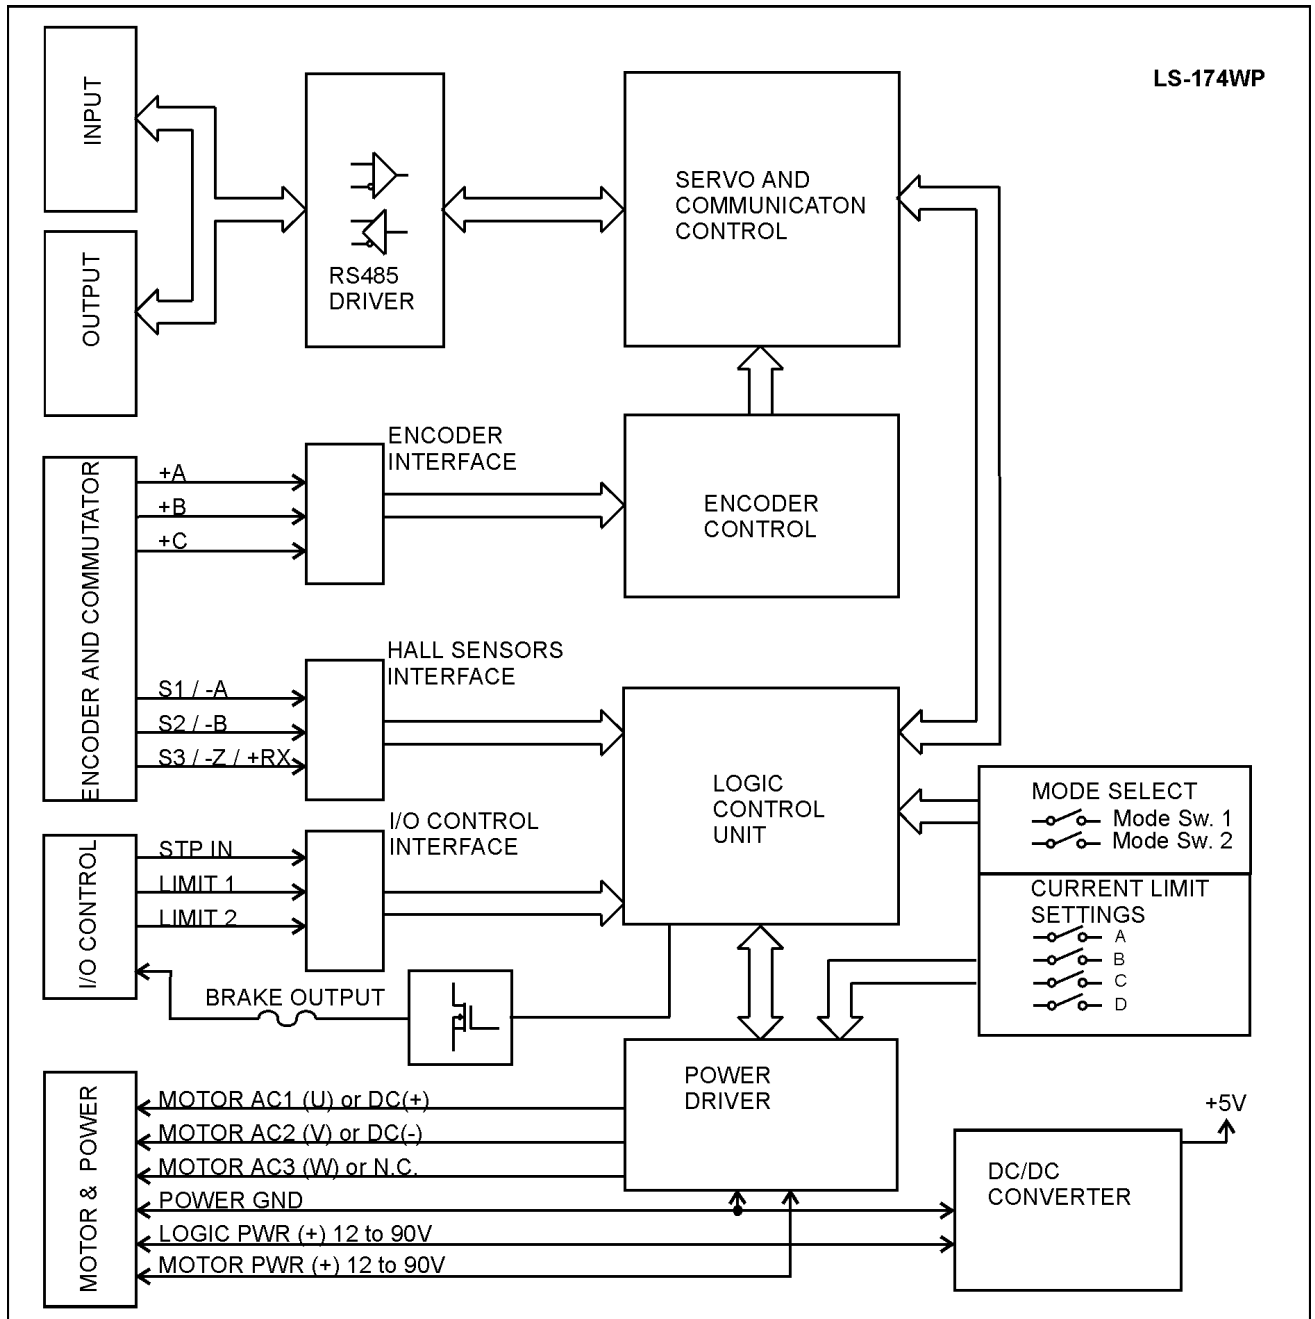 LS-174WP
INPUT
OUTPUT
RS485
DRIVER
SERVO AND
COMMUNICATON
CONTROL
ENCODER AND COMMUTATOR
+A
+B
+C
ENCODER
INTERFACE
ENCODER
CONTROL
HALL SENSORS
INTERFACE
S1 / -A
S2 / -B
S3 / -Z / +RX
LOGIC
CONTROL
UNIT
MODE SELECT
Mode Sw. 1
Mode Sw. 2
CURRENT LIMIT
SETTINGS
A
B
C
D
I/O CONTROL
STP IN
LIMIT 1
LIMIT 2
I/O CONTROL
INTERFACE
BRAKE OUTPUT
MOTOR & POWER
MOTOR AC1 (U) or DC(+)
MOTOR AC2 (V) or DC(-)
MOTOR AC3 (W) or N.C.
POWER GND
LOGIC PWR (+) 12 to 90V
MOTOR PWR (+) 12 to 90V
POWER
DRIVER
DC/DC
CONVERTER
+5V